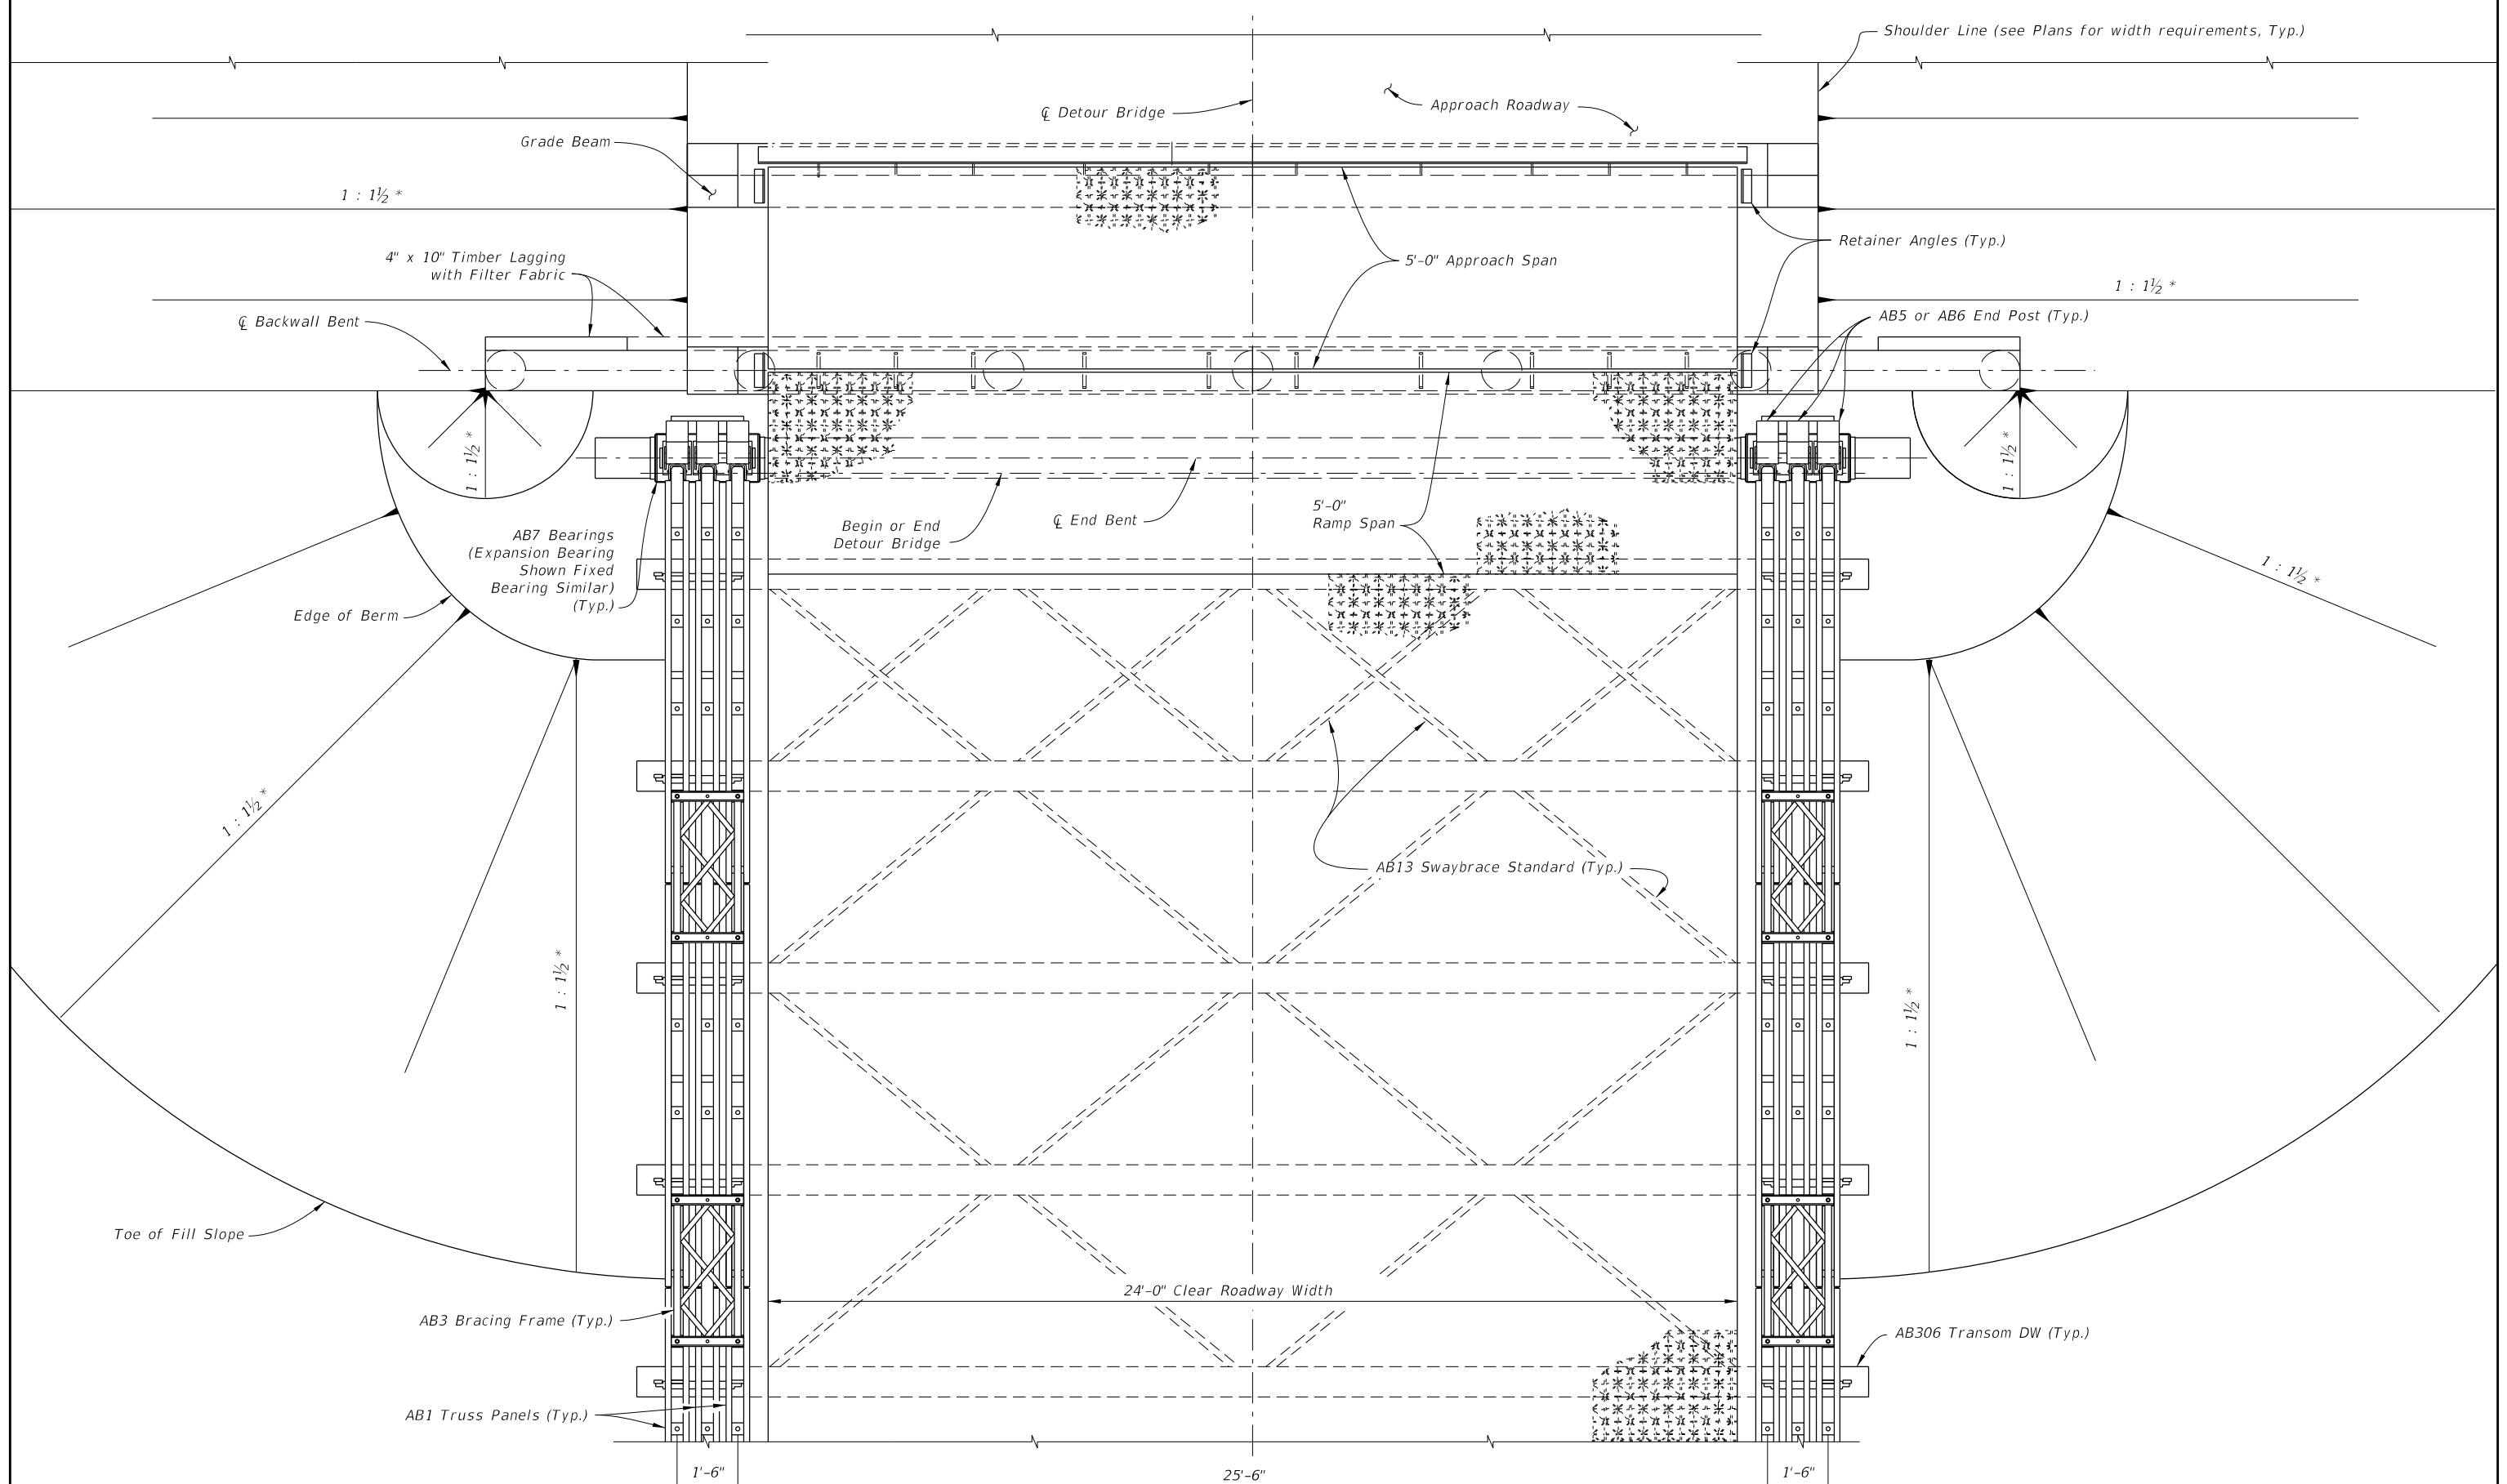 Shoulder Line (see Plans for width requirements, Typ.)
℄ Detour Bridge
Approach Roadway
Grade Beam
1 : 1½ *
Retainer Angles (Typ.)
4" x 10" Timber Lagging
with Filter Fabric
5'-0" Approach Span
1 : 1½ *
℄ Backwall Bent
AB5 or AB6 End Post (Typ.)
1 : 1½ *
1 : 1½ *
5'-0"
Ramp Span
℄ End Bent
Begin or End
Detour Bridge
AB7 Bearings
(Expansion Bearing
Shown Fixed
Bearing Similar)
(Typ.)
1 : 1½ *
Edge of Berm
1 : 1½ *
AB13 Swaybrace Standard (Typ.)
1 : 1½ *
1 : 1½ *
Toe of Fill Slope
24'-0" Clear Roadway Width
AB3 Bracing Frame (Typ.)
AB306 Transom DW (Typ.)
AB1 Truss Panels (Typ.)
1'-6"
25'-6"
1'-6"